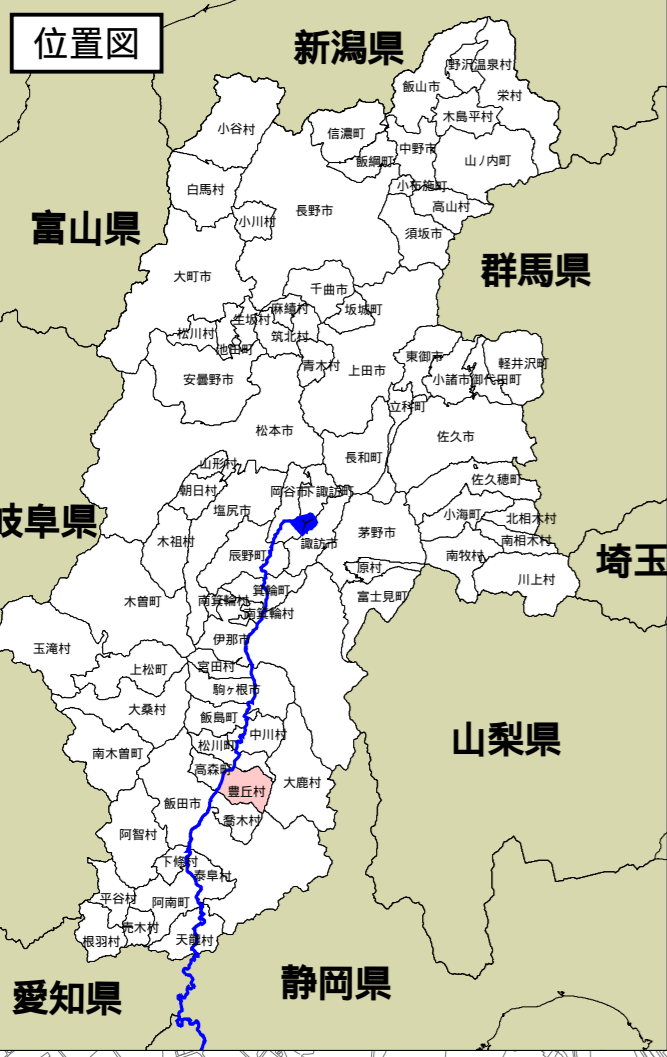 位置図
新潟県
野沢温泉村
飯山市
栄村
木島平村
小谷村
信濃町
中野市
飯綱町
山ノ内町
白馬村
小布施町
高山村
長野市
小川村
須坂市
富山県
群馬県
大町市
千曲市
麻績村
坂城町
生坂村
松川村
筑北村
池田町
青木村
上田市
東御市
軽井沢町
小諸市
御代田町
安曇野市
立科町
松本市
佐久市
長和町
山形村
佐久穂町
朝日村
岡谷市
下諏訪町
塩尻市
小海町
北相木村
岐阜県
木祖村
諏訪市
茅野市
南相木村
辰野町
南牧村
埼玉
原村
川上村
箕輪町
富士見町
木曽町
南箕輪村
南箕輪村
伊那市
玉滝村
宮田村
上松町
駒ヶ根市
大桑村
飯島町
中川村
松川町
山梨県
南木曽町
高森町
大鹿村
豊丘村
飯田市
喬木村
阿智村
下條村
泰阜村
平谷村
阿南町
売木村
根羽村
天龍村
静岡県
愛知県